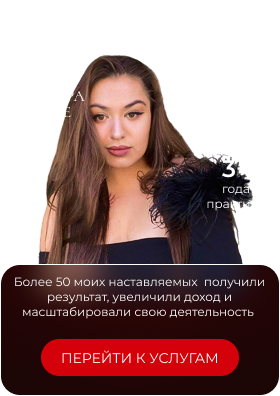 3
года
Более 50 моих наставляемых получили
результат, увеличили доход и
масштабировали свою деятельность
ПЕРЕЙТИ К УСЛУГАМ